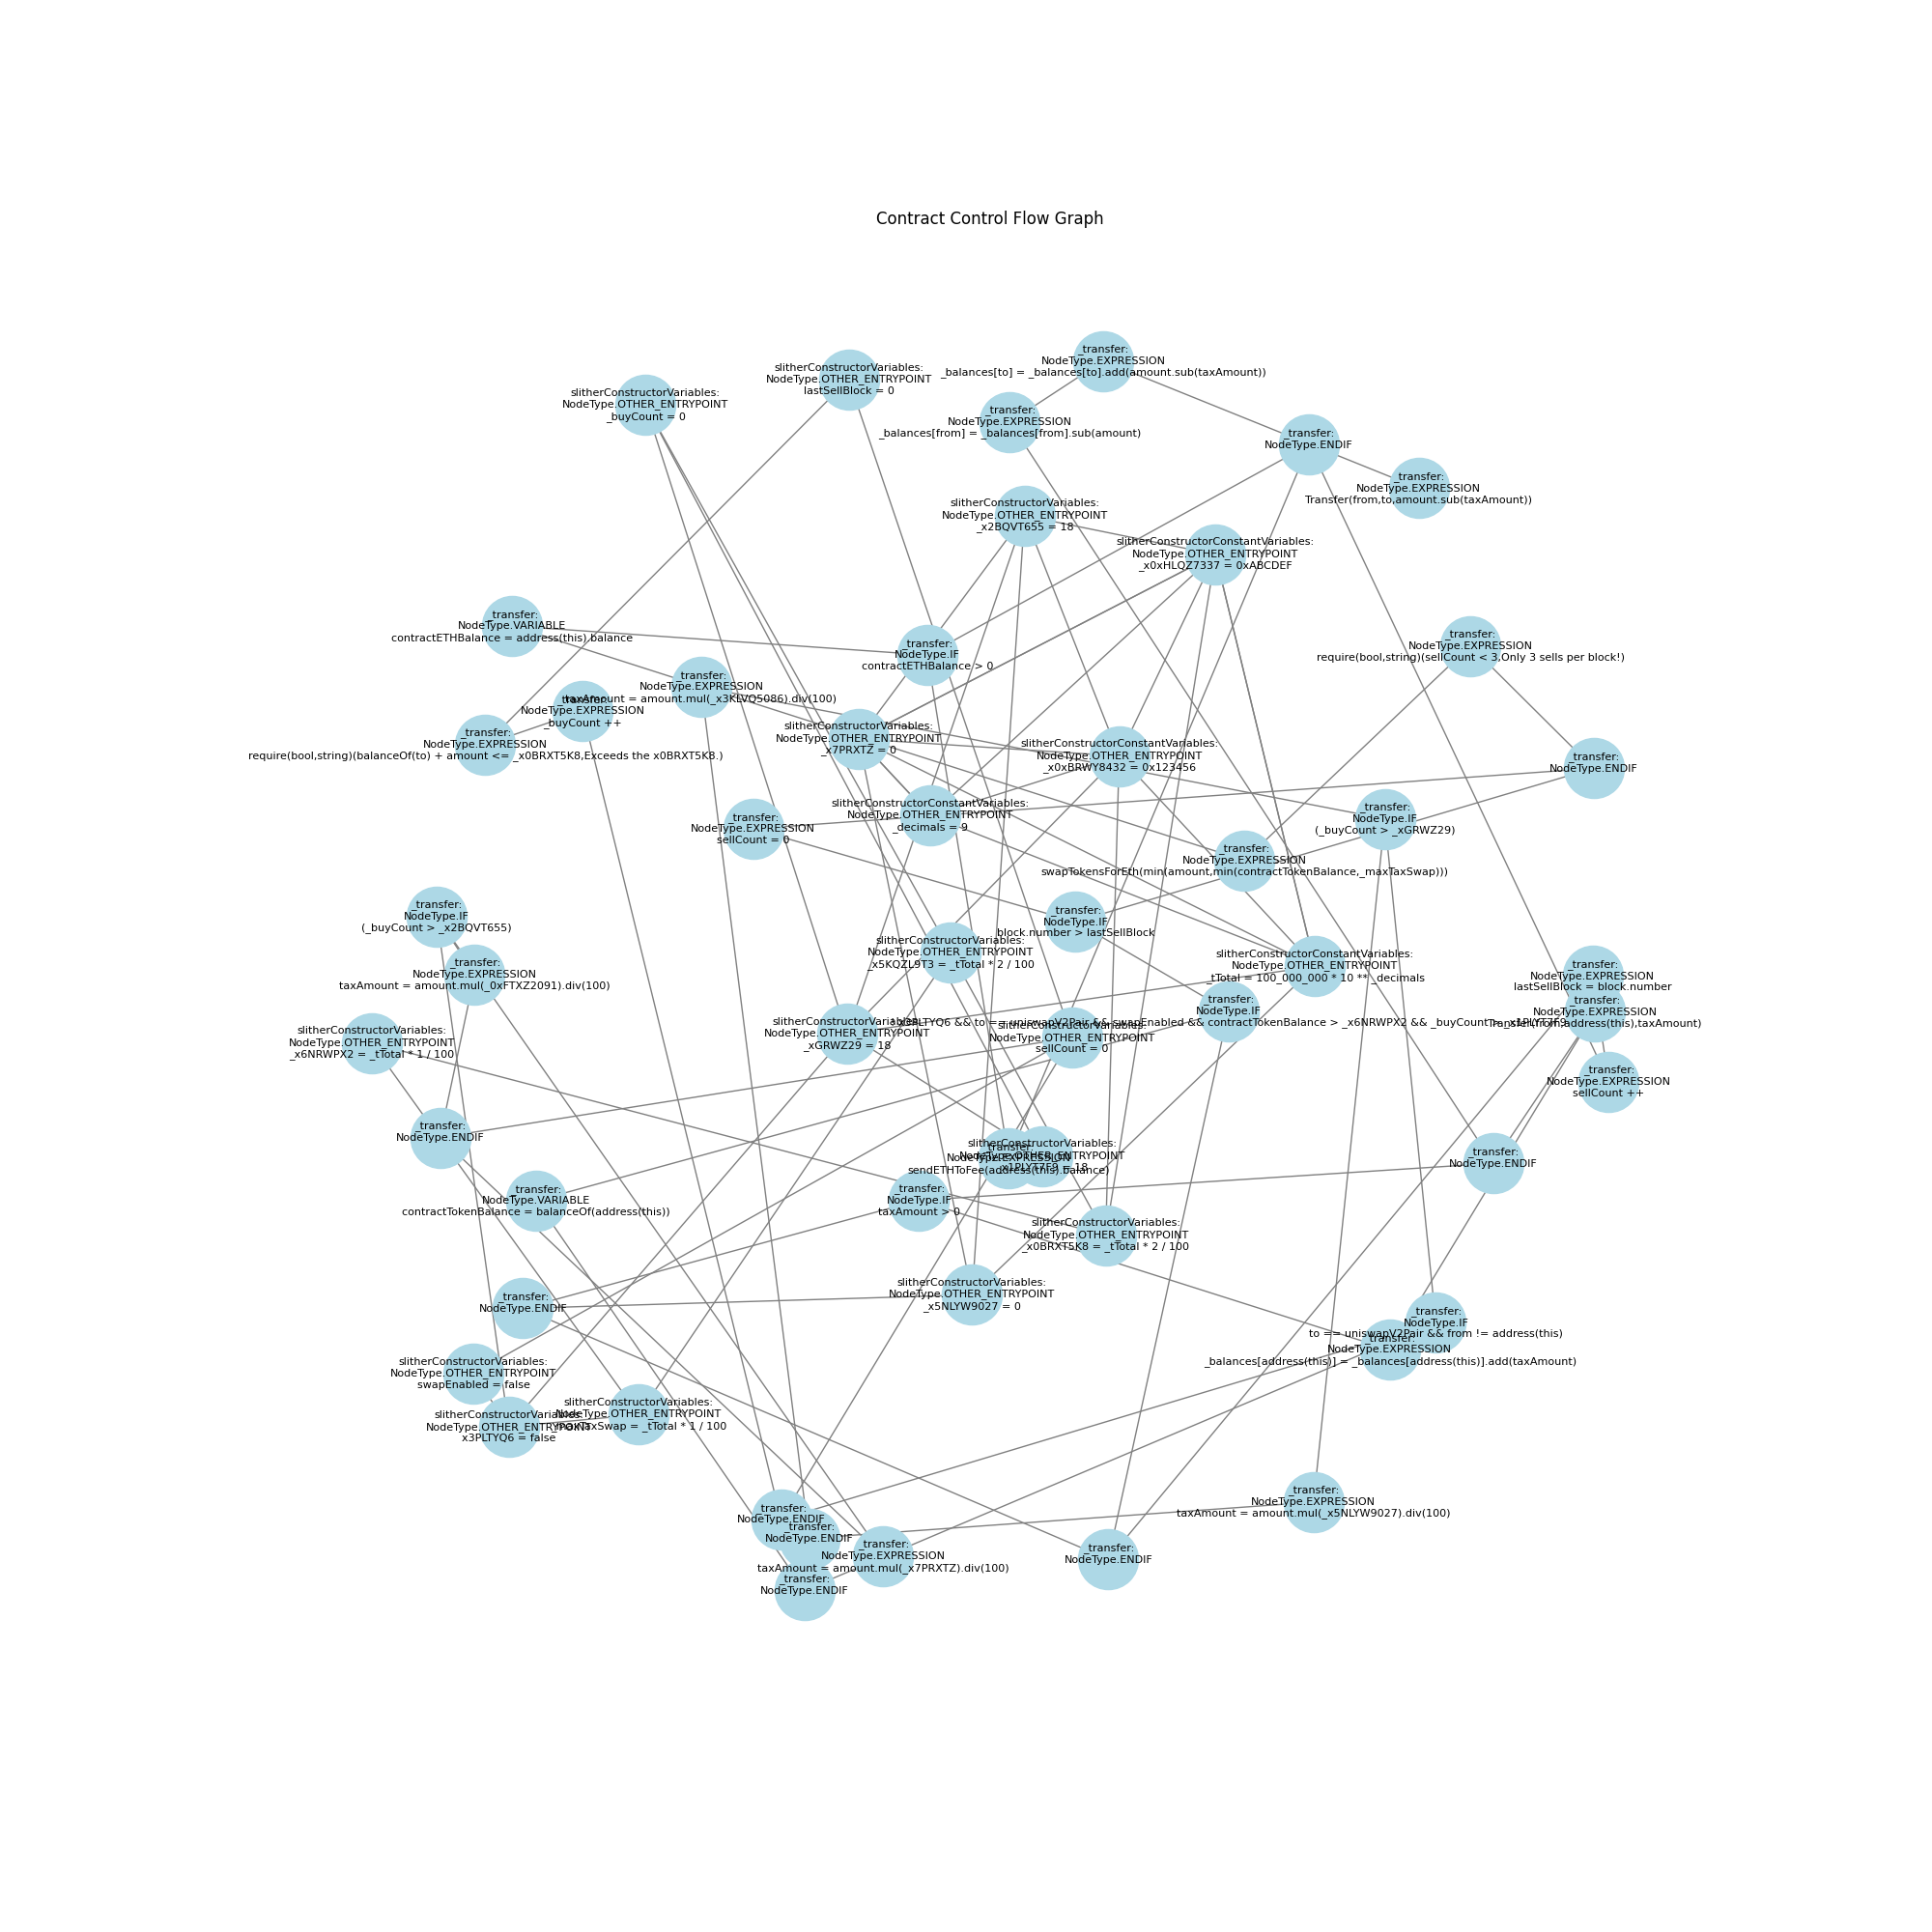 Contract Control Flow Graph
_transfer:
NodeType.EXPRESSION
_balances[to] = _balances[to].add(amount.sub(taxAmount))
slitherConstructorVariables:
NodeType.OTHER_ENTRYPOINT
lastSellBlock = 0
slitherConstructorVariables:
NodeType.OTHER_ENTRYPOINT
_buyCount = 0
_transfer:
NodeType.EXPRESSION
_balances[from] = _balances[from].sub(amount)
_transfer:
NodeType.ENDIF
_transfer:
NodeType.EXPRESSION
Transfer(from,to,amount.sub(taxAmount))
slitherConstructorVariables:
NodeType.OTHER_ENTRYPOINT
_x2BQVT655 = 18
slitherConstructorConstantVariables:
NodeType.OTHER_ENTRYPOINT
_x0xHLQZ7337 = 0xABCDEF
_transfer:
NodeType.VARIABLE
contractETHBalance = address(this).balance
_transfer:
NodeType.IF
contractETHBalance > 0
_transfer:
NodeType.EXPRESSION
require(bool,string)(sellCount < 3,Only 3 sells per block!)
_transfer:
NodeType.EXPRESSION
taxAmount = amount.mul(_x3KLVQ5086).div(100)
_transfer:
NodeType.EXPRESSION
_buyCount ++
_transfer:
NodeType.EXPRESSION
require(bool,string)(balanceOf(to) + amount <= _x0BRXT5K8,Exceeds the x0BRXT5K8.)
slitherConstructorVariables:
NodeType.OTHER_ENTRYPOINT
_x7PRXTZ = 0
slitherConstructorConstantVariables:
NodeType.OTHER_ENTRYPOINT
_x0xBRWY8432 = 0x123456
_transfer:
NodeType.ENDIF
slitherConstructorConstantVariables:
NodeType.OTHER_ENTRYPOINT
_decimals = 9
_transfer:
NodeType.IF
(_buyCount > _xGRWZ29)
_transfer:
NodeType.EXPRESSION
sellCount = 0
_transfer:
NodeType.EXPRESSION
swapTokensForEth(min(amount,min(contractTokenBalance,_maxTaxSwap)))
_transfer:
NodeType.IF
(_buyCount > _x2BQVT655)
_transfer:
NodeType.IF
block.number > lastSellBlock
slitherConstructorVariables:
NodeType.OTHER_ENTRYPOINT
_x5KQZL9T3 = _tTotal * 2 / 100
slitherConstructorConstantVariables:
NodeType.OTHER_ENTRYPOINT
_tTotal = 100_000_000 * 10 ** _decimals
_transfer:
NodeType.EXPRESSION
taxAmount = amount.mul(_0xFTXZ2091).div(100)
_transfer:
NodeType.EXPRESSION
lastSellBlock = block.number
_transfer:
NodeType.EXPRESSION
Transfer(from,address(this),taxAmount)
_transfer:
NodeType.IF
x3PLTYQ6 && to == uniswapV2Pair && swapEnabled && contractTokenBalance > _x6NRWPX2 && _buyCount > _x1PLYT7F9
slitherConstructorVariables:
NodeType.OTHER_ENTRYPOINT
_xGRWZ29 = 18
slitherConstructorVariables:
NodeType.OTHER_ENTRYPOINT
sellCount = 0
slitherConstructorVariables:
NodeType.OTHER_ENTRYPOINT
_x6NRWPX2 = _tTotal * 1 / 100
_transfer:
NodeType.EXPRESSION
sellCount ++
_transfer:
NodeType.ENDIF
slitherConstructorVariables:
NodeType.OTHER_ENTRYPOINT
_x1PLYT7F9 = 18
_transfer:
NodeType.EXPRESSION
sendETHToFee(address(this).balance)
_transfer:
NodeType.ENDIF
_transfer:
NodeType.VARIABLE
contractTokenBalance = balanceOf(address(this))
_transfer:
NodeType.IF
taxAmount > 0
slitherConstructorVariables:
NodeType.OTHER_ENTRYPOINT
_x0BRXT5K8 = _tTotal * 2 / 100
slitherConstructorVariables:
NodeType.OTHER_ENTRYPOINT
_x5NLYW9027 = 0
_transfer:
NodeType.ENDIF
_transfer:
NodeType.IF
to == uniswapV2Pair && from != address(this)
_transfer:
NodeType.EXPRESSION
_balances[address(this)] = _balances[address(this)].add(taxAmount)
slitherConstructorVariables:
NodeType.OTHER_ENTRYPOINT
swapEnabled = false
slitherConstructorVariables:
NodeType.OTHER_ENTRYPOINT
x3PLTYQ6 = false
slitherConstructorVariables:
NodeType.OTHER_ENTRYPOINT
_maxTaxSwap = _tTotal * 1 / 100
_transfer:
NodeType.EXPRESSION
taxAmount = amount.mul(_x5NLYW9027).div(100)
_transfer:
NodeType.ENDIF
_transfer:
NodeType.ENDIF
_transfer:
NodeType.EXPRESSION
taxAmount = amount.mul(_x7PRXTZ).div(100)
_transfer:
NodeType.ENDIF
_transfer:
NodeType.ENDIF